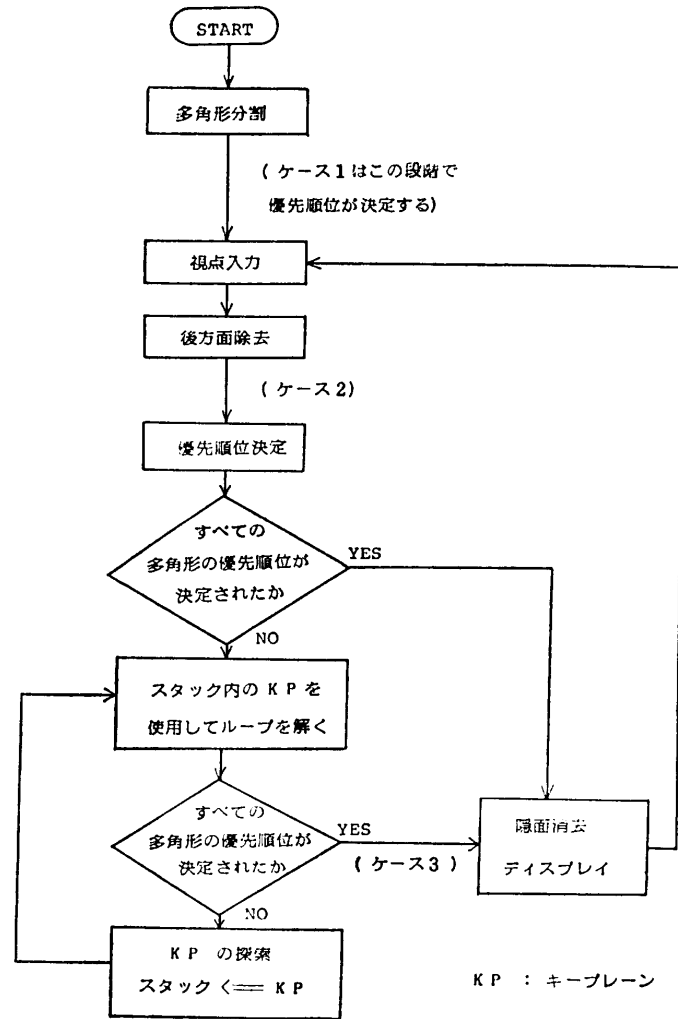 START
多角形分割
(ケース1はこの段階で
優先順位が決定する)
視点入力
後方面除去
(ケース2)
優先順位決定
すべての
多角形の優先順位が
決定されたか
YES
NO
スタック内のKPを
使用してループを解く
すべての
多角形の優先順位が
決定されたか
YES
(ケース3)
NO
隠面消去
ディスプレイ
KPの探索
スタック<== KP
KP : キープレーン